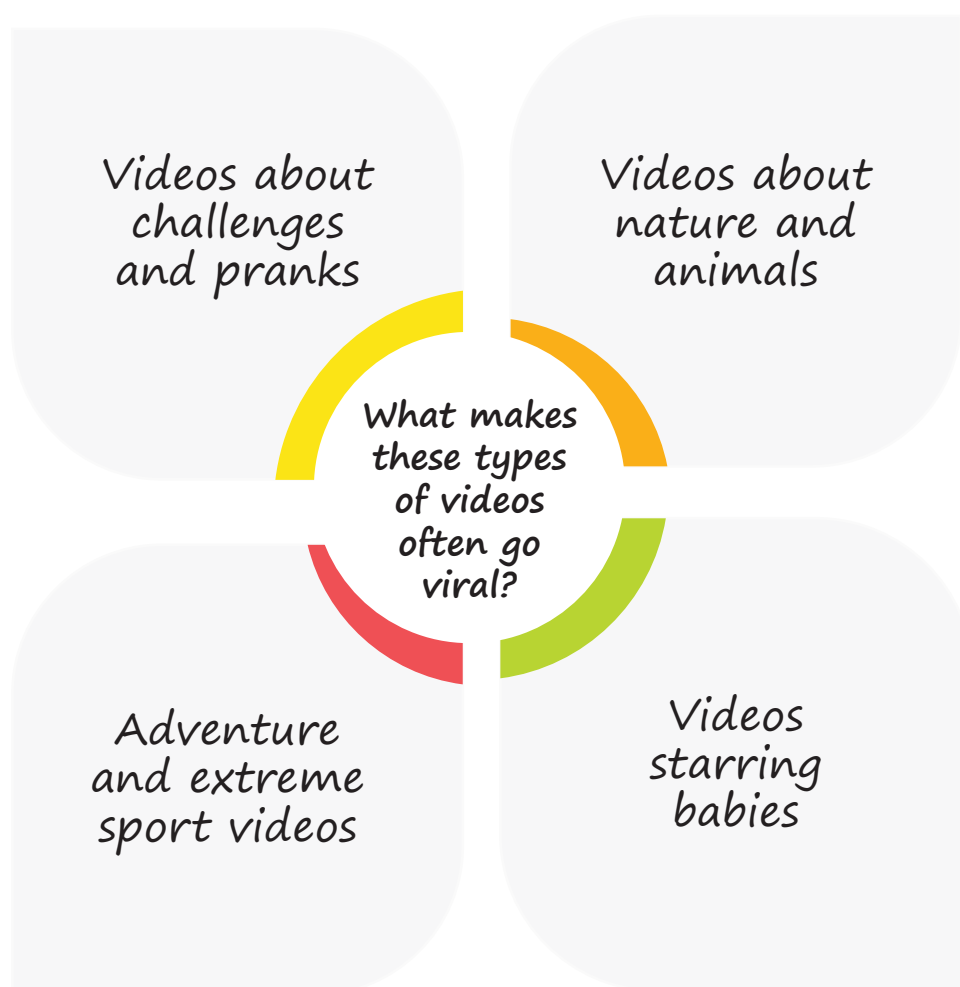 Videos about
challenges
and pranks
Videos about
nature and
animals
What makes
these types
of videos
often go
viral?
Adventure
and extreme
sport videos
Videos
starring
babies